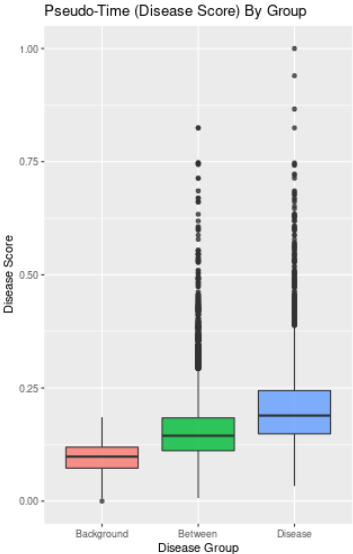 Pseudo-Time (Disease Score) By Group
1.00
0.75
0.50
0.25
0.00
Disease Score
Background Between Disease
Disease Group